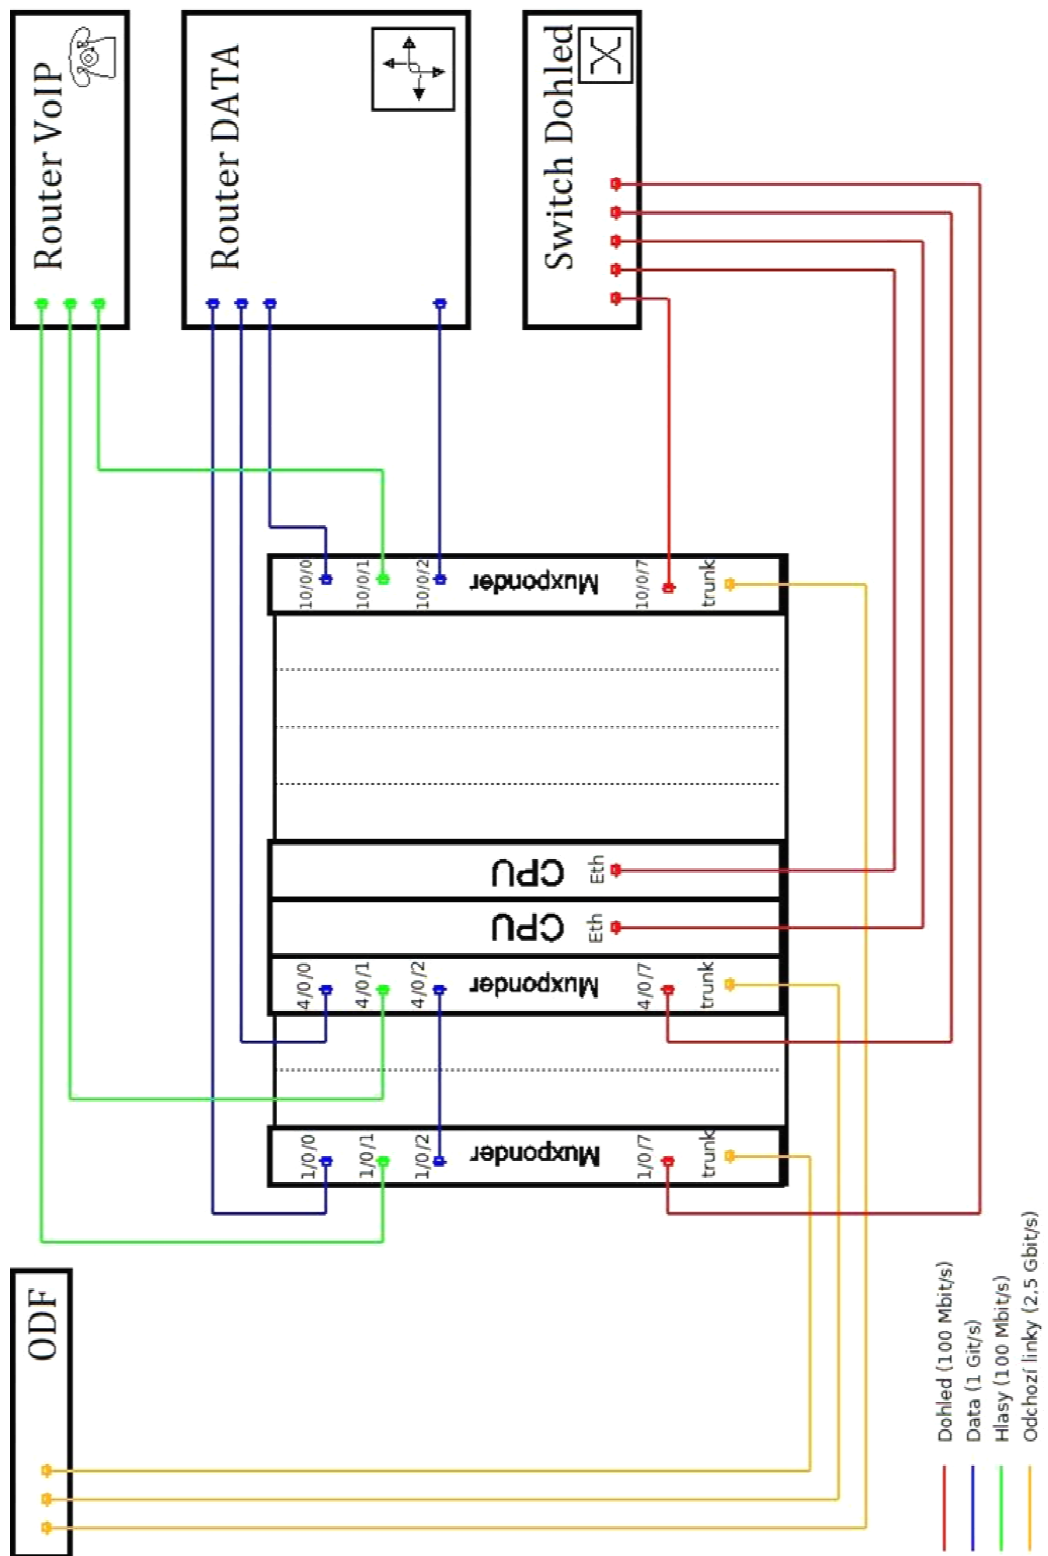 Router VoIP
Router DATA
Switch Dohled
10/0/0
10/0/1
10/0/2
Muxponder
10/0/7
trunk
CPU
Eth
CPU
Eth
4/0/0
4/0/1
4/0/2
Muxponder
4/0/7
trunk
1/0/0
1/0/1
1/0/2
Muxponder
1/0/7
trunk
ODF
Dohled (100 Mbit/s)
Data (1 Git/s)
Hlasy (100 Mbit/s)
Odchozí linky (2,5 Gbit/s)